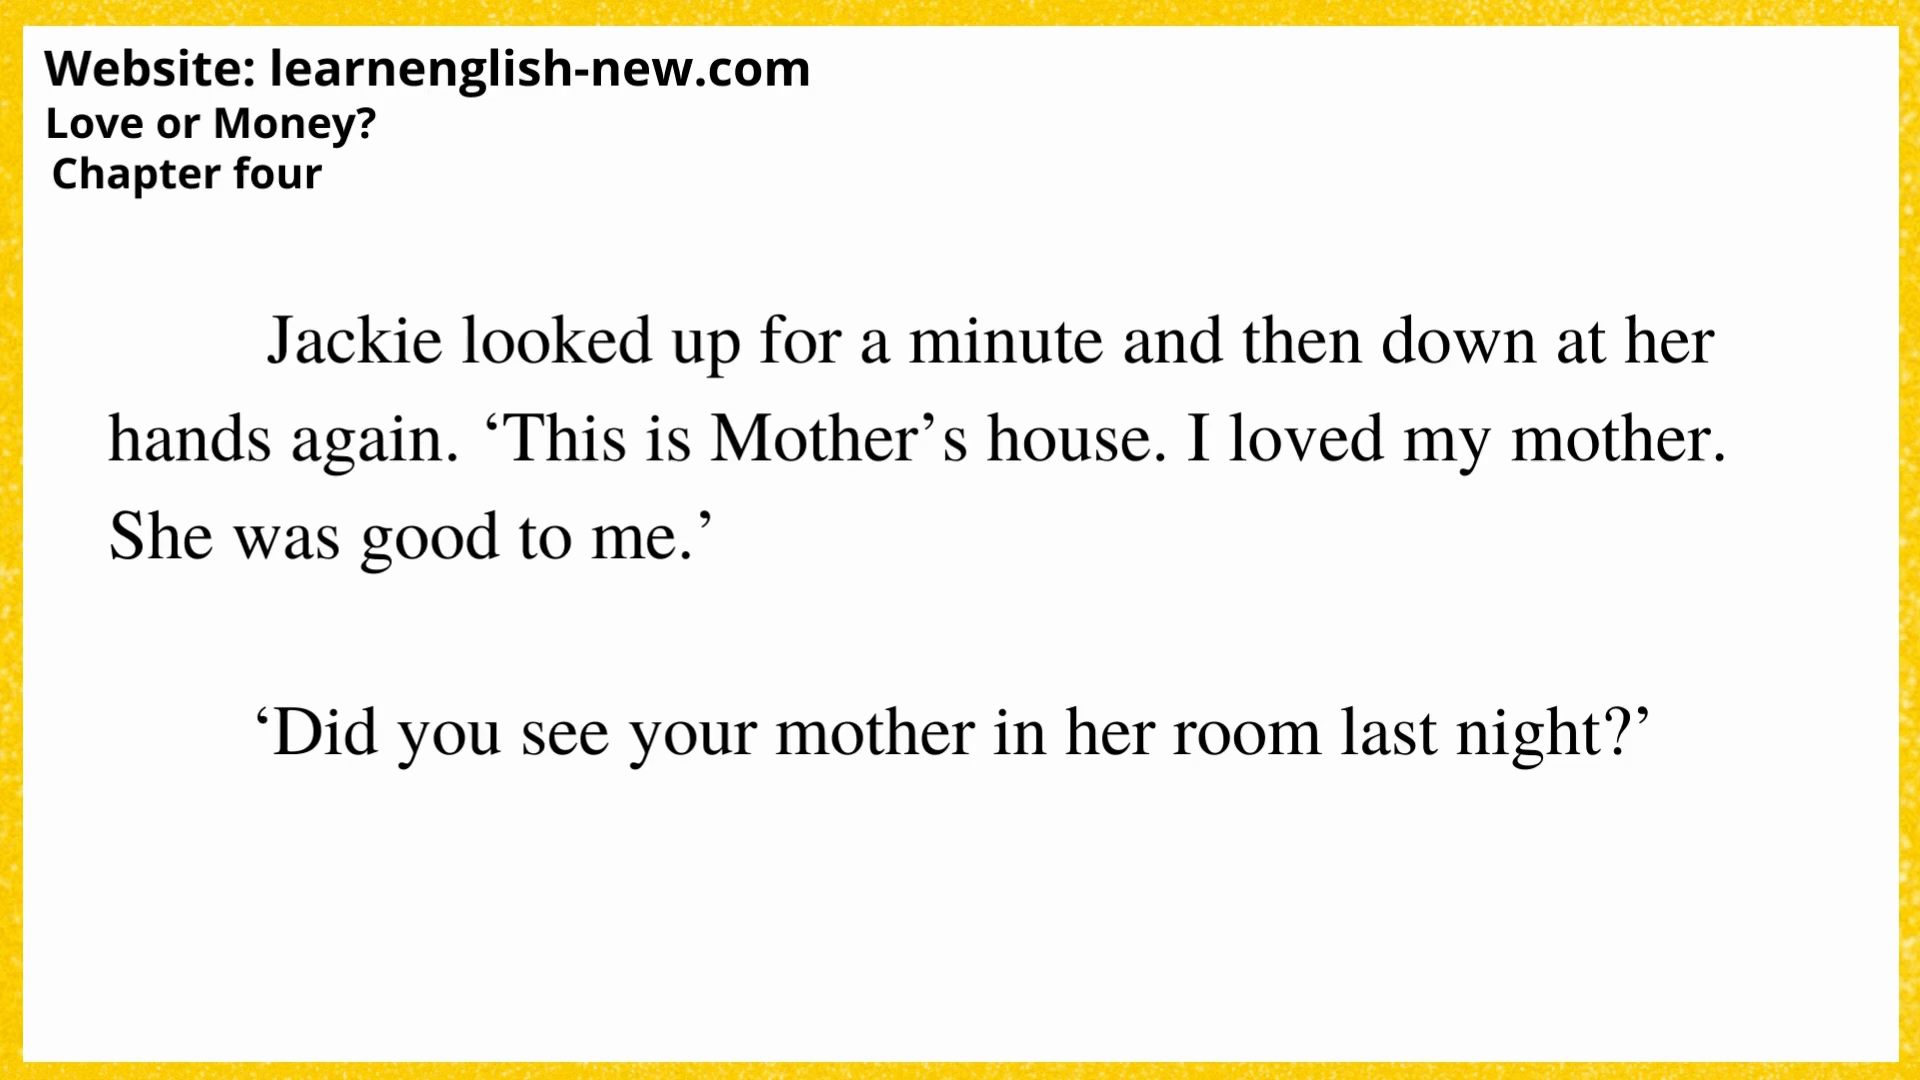 Website: learnenglish-new.com
Love or Money?
Chapter four
Jackie looked up for a minute and then down at her
hands again. ‘This is Mother’s house. I loved my mother.
She was good to me.’
‘Did you see your mother in her room last night?’